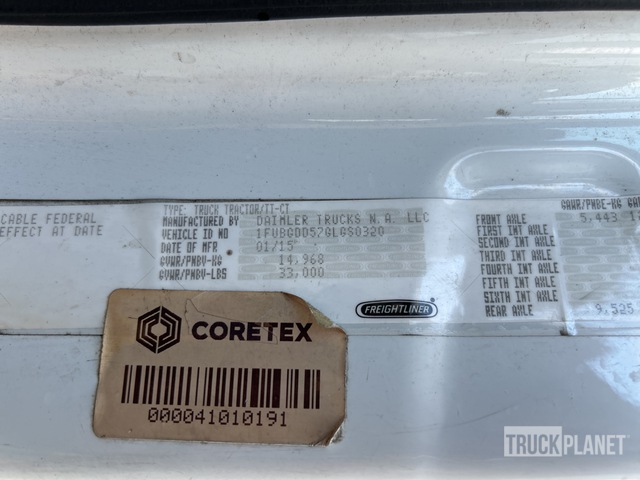 CABLE FEDERAL
EFFECT AT DATE
TYPE: TRUCK TRACTOR/TT-CT
MANUFACTURED BY DAIMLER TRUCKS N.A. LLC
VEHICLE ID NO 1FUBGDD57GLGS0320
DATE OF MFR 01/15
GVWR/PNBV-KG 14,968
GVWR/PNBV-LBS 33,000
FREIGHTLINER
GAWR/PNBE-KG
FRONT AXLE 5,443
FIRST INT AXLE
SECOND INT AXLE
THIRD INT AXLE
FOURTH INT AXLE
FIFTH INT AXLE
SIXTH INT AXLE
REAR AXLE 9,525
CORETEX
000041010191
TRUCKPLANET